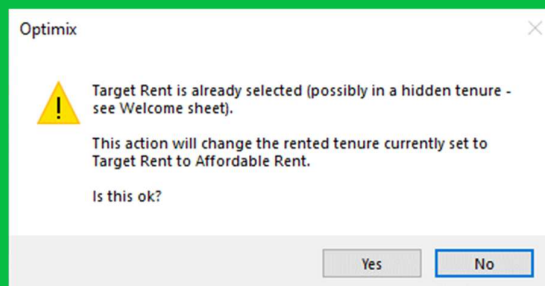 Optimix
Target Rent is already selected (possibly in a hidden tenure -
see Welcome sheet).
This action will change the rented tenure currently set to
Target Rent to Affordable Rent.
Is this ok?
Yes
No